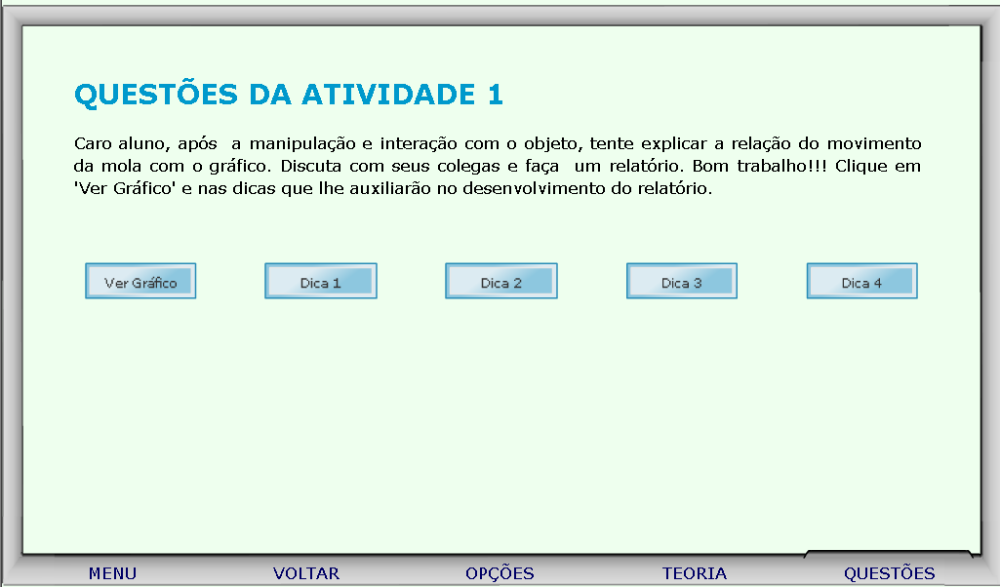 QUESTÕES DA ATIVIDADE 1
Caro aluno, após a manipulação e interação com o objeto, tente explicar a relação do movimento
da mola com o gráfico. Discuta com seus colegas e faça um relatório. Bom trabalho!!! Clique em
'Ver Gráfico' e nas dicas que lhe auxiliarão no desenvolvimento do relatório.
Ver Gráfico Dica 1 Dica 2 Dica 3 Dica 4
MENU VOLTAR OPÇÕES TEORIA QUESTÕES